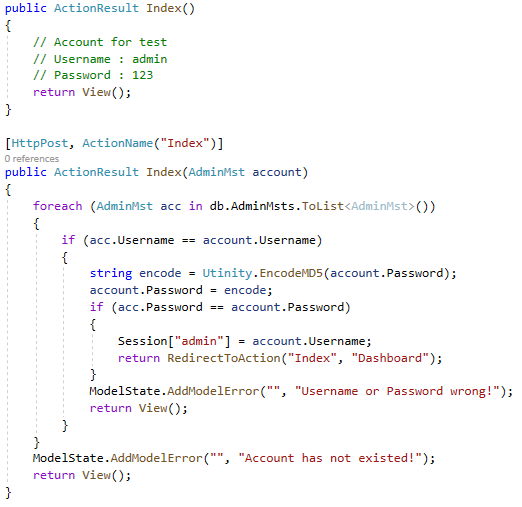 public ActionResult Index()
{
    // Account for test
    // Username : admin
    // Password : 123
    return View();
}

[HttpPost, ActionName("Index")]
0 references
public ActionResult Index(AdminMst account)
{
    foreach (AdminMst acc in db.AdminMsts.ToList<AdminMst>())
    {
        if (acc.Username == account.Username)
        {
            string encode = Utinity.EncodeMD5(account.Password);
            account.Password = encode;
            if (acc.Password == account.Password)
            {
                Session["admin"] = account.Username;
                return RedirectToAction("Index", "Dashboard");
            }
            ModelState.AddModelError("", "Username or Password wrong!");
            return View();
        }
    }
    ModelState.AddModelError("", "Account has not existed!");
    return View();
}